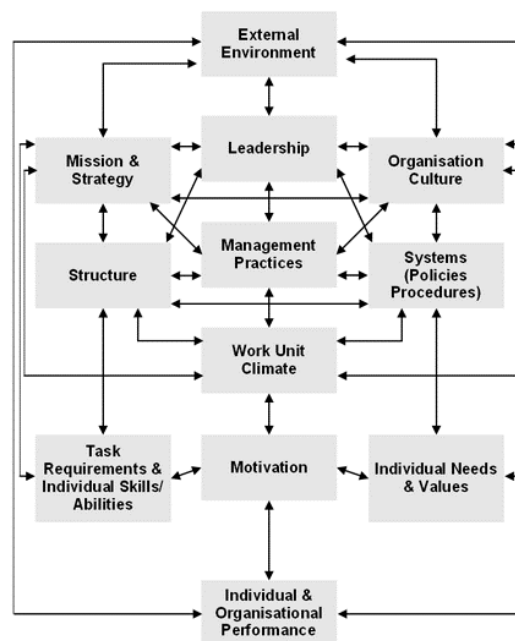 External
Environment
Leadership
Mission &
Strategy
Organisation
Culture
Management
Practices
Structure
Systems
(Policies
Procedures)
Work Unit
Climate
Task
Requirements &
Individual Skills/
Abilities
Motivation
Individual Needs
& Values
Individual &
Organisational
Performance